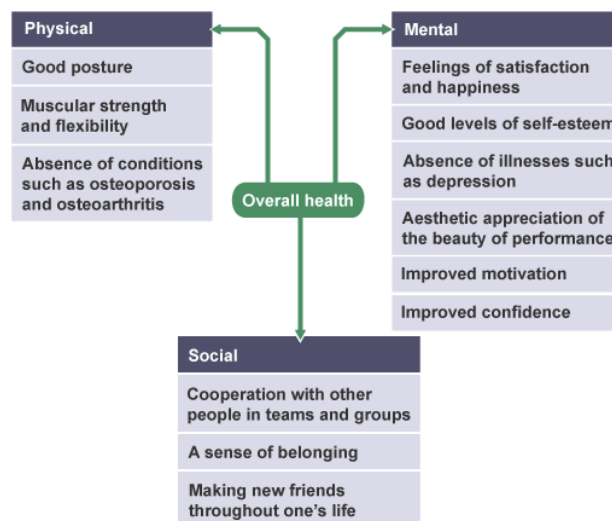 Physical
Good posture
Muscular strength
and flexibility
Absence of conditions
such as osteoporosis
and osteoarthritis
Mental
Feelings of satisfaction
and happiness
Good levels of self-esteem
Absence of illnesses such
as depression
Aesthetic appreciation of
the beauty of performance
Improved motivation
Improved confidence
Overall health
Social
Cooperation with other
people in teams and groups
A sense of belonging
Making new friends
throughout one's life